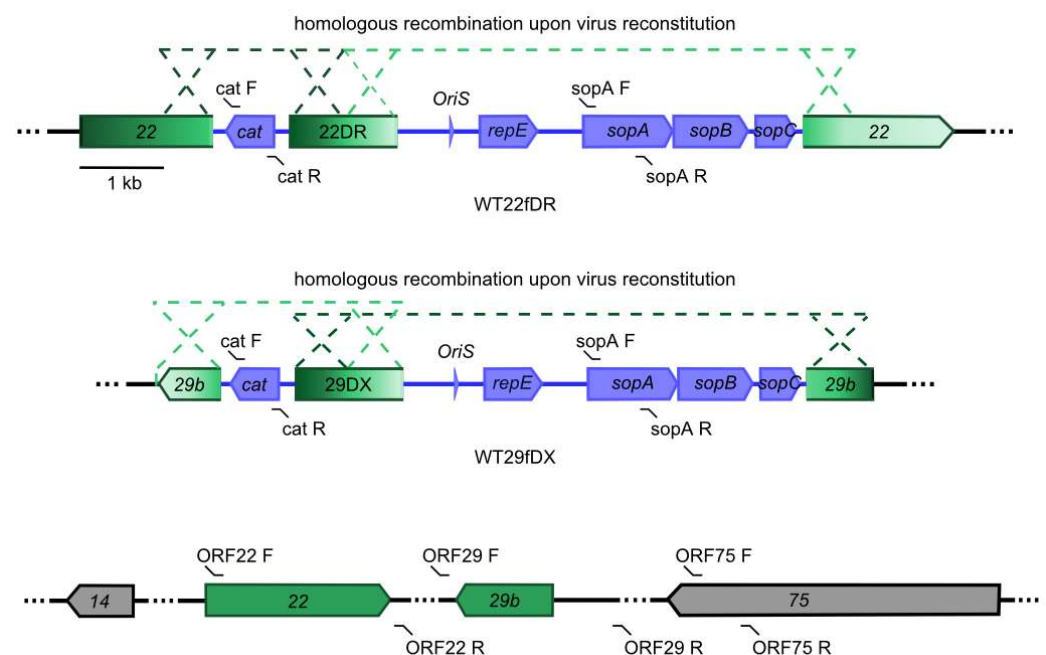 homologous recombination upon virus reconstitution
cat F
OriS
sopA F
22 cat 22DR repE sopA sopB sopC 22
1 kb
cat R
sopA R
WT22fDR
homologous recombination upon virus reconstitution
cat F
OriS
sopA F
29b cat 29DX repE sopA sopB sopC 29b
cat R
sopA R
WT29fDX
ORF22 F
ORF29 F
ORF75 F
14 22 29b 75
ORF22 R
ORF29 R
ORF75 R